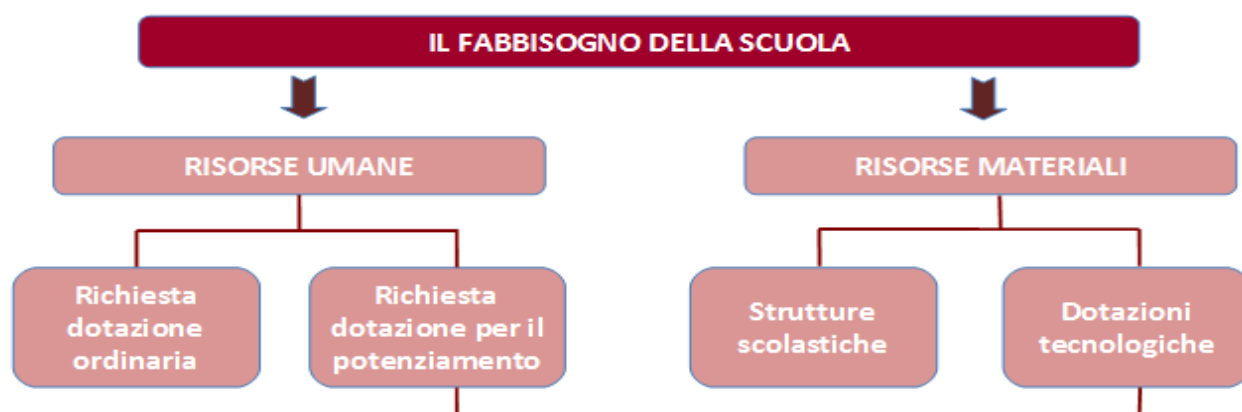 IL FABBISOGNO DELLA SCUOLA
RISORSE UMANE
RISORSE MATERIALI
Richiesta
dotazione
ordinaria
Richiesta
dotazione per il
potenziamento
Strutture
scolastiche
Dotazioni
tecnologiche